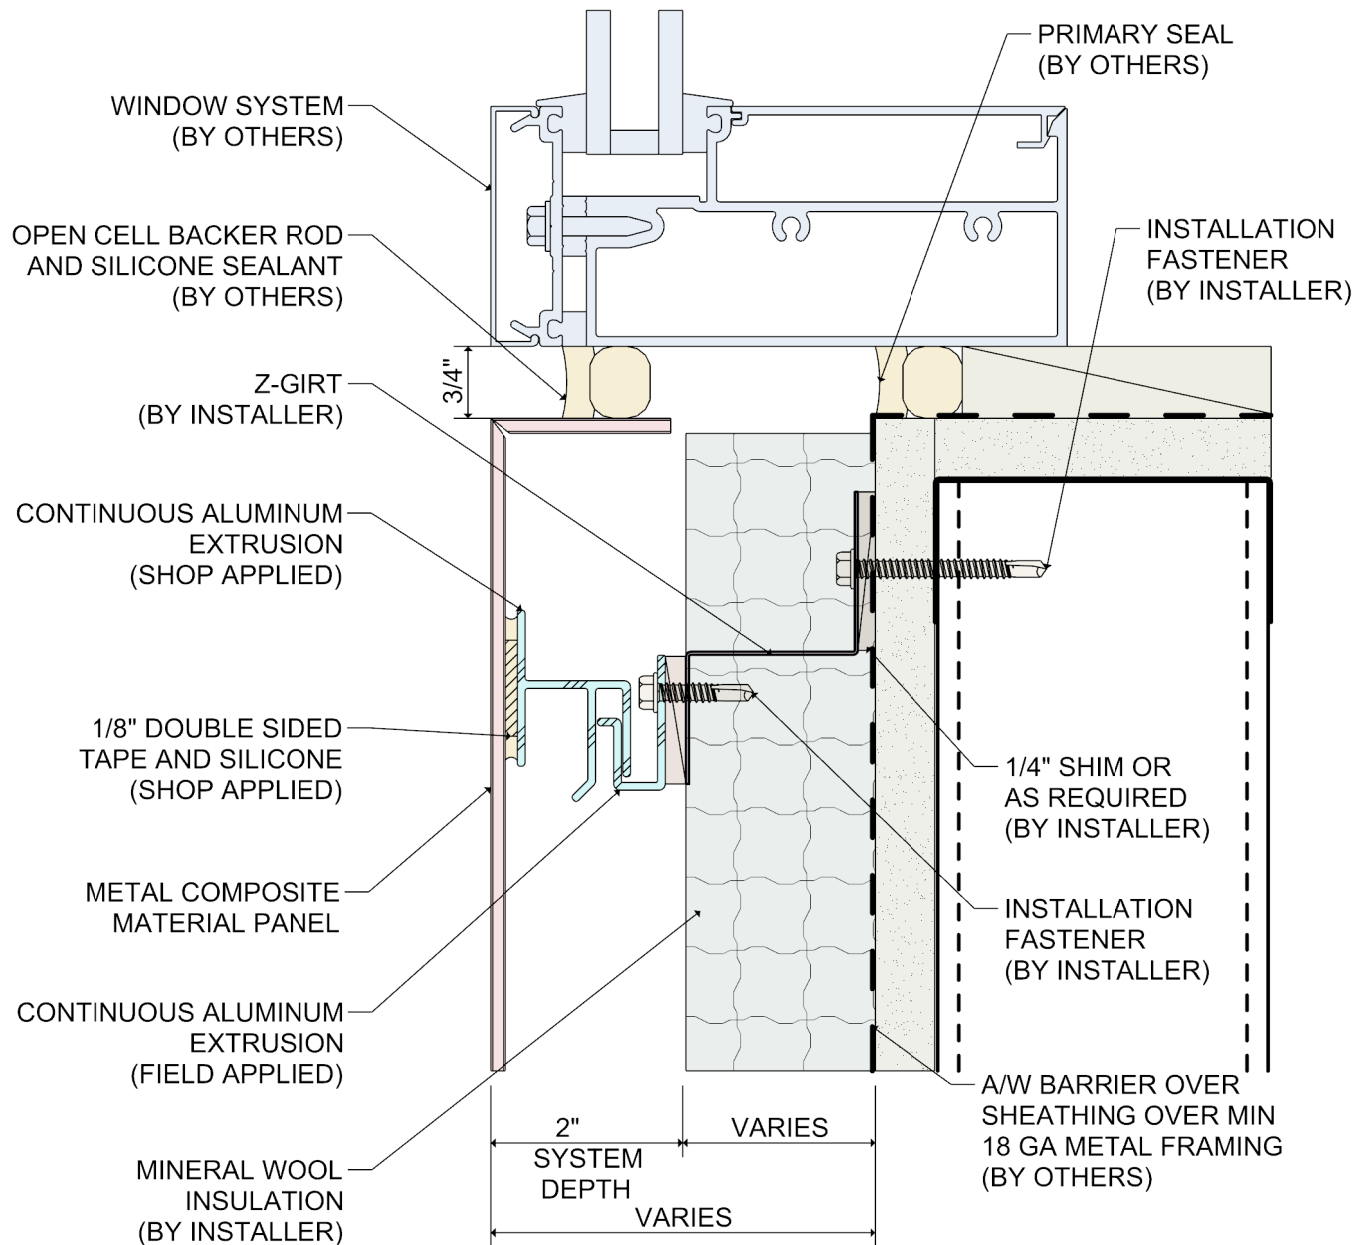 PRIMARY SEAL
(BY OTHERS)
WINDOW SYSTEM
(BY OTHERS)
OPEN CELL BACKER ROD
AND SILICONE SEALANT
(BY OTHERS)
INSTALLATION
FASTENER
(BY INSTALLER)
3/4"
Z-GIRT
(BY INSTALLER)
CONTINUOUS ALUMINUM
EXTRUSION
(SHOP APPLIED)
1/8" DOUBLE SIDED
TAPE AND SILICONE
(SHOP APPLIED)
1/4" SHIM OR
AS REQUIRED
(BY INSTALLER)
METAL COMPOSITE
MATERIAL PANEL
INSTALLATION
FASTENER
(BY INSTALLER)
CONTINUOUS ALUMINUM
EXTRUSION
(FIELD APPLIED)
A/W BARRIER OVER
SHEATHING OVER MIN
18 GA METAL FRAMING
(BY OTHERS)
2"
SYSTEM
DEPTH
VARIES
MINERAL WOOL
INSULATION
(BY INSTALLER)
VARIES